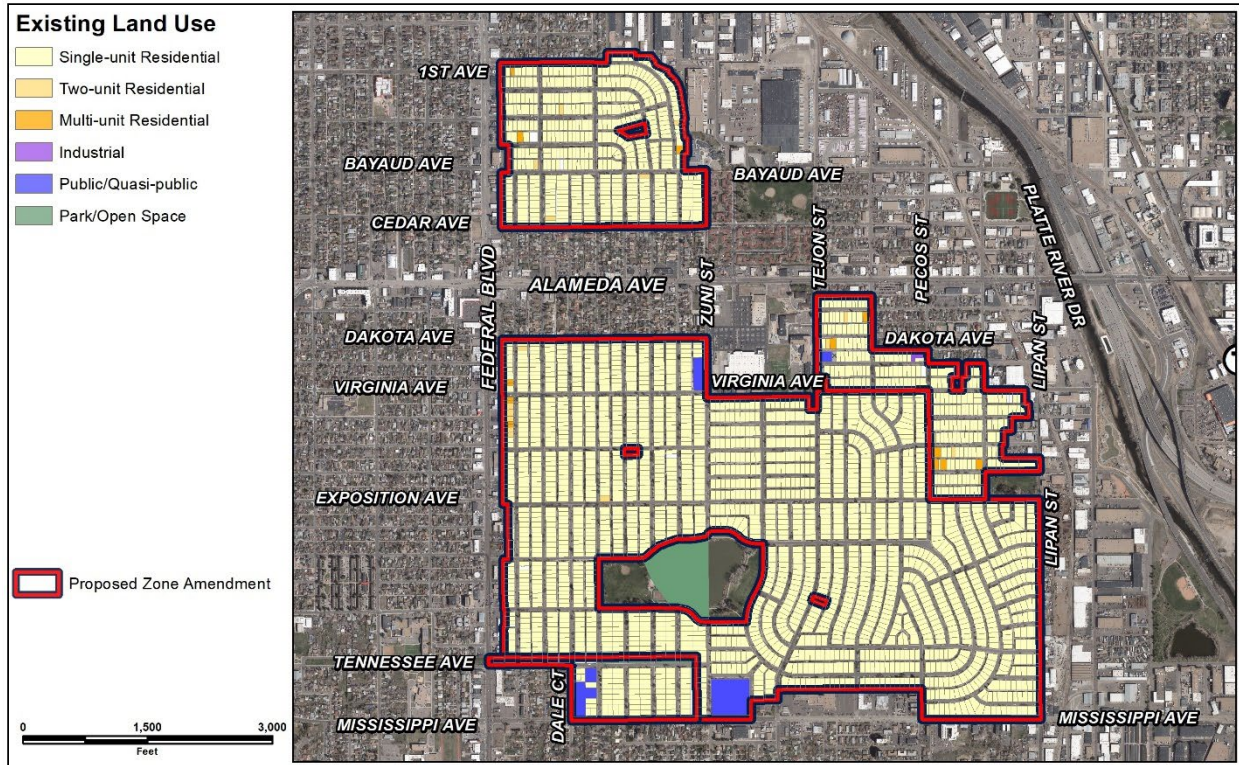 Existing Land Use
Single-unit Residential
Two-unit Residential
Multi-unit Residential
Industrial
Public/Quasi-public
Park/Open Space
Proposed Zone Amendment
0 1,500 3,000
Feet
1ST AVE
BAYAUD AVE
BAYAUD AVE
CEDAR AVE
FEDERAL BLVD
ALAMEDA AVE
ZUNI ST
TEJON ST
PECOS ST
PLATTE RIVER DR
DAKOTA AVE
DAKOTA AVE
LIPAN ST
VIRGINIA AVE
VIRGINIA AVE
EXPOSITION AVE
LIPAN ST
TENNESSEE AVE
DALE CT
MISSISSIPPI AVE
MISSISSIPPI AVE